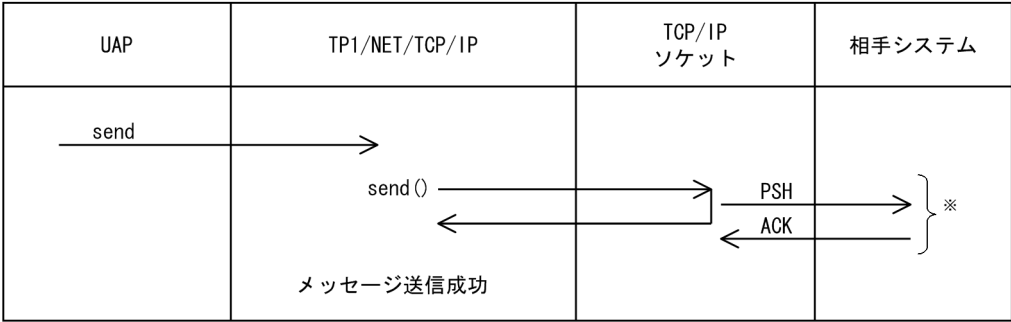 UAP
TP1/NET/TCP/IP
TCP/IP
ソケット
相手システム
send
send()
PSH
※
ACK
メッセージ送信成功